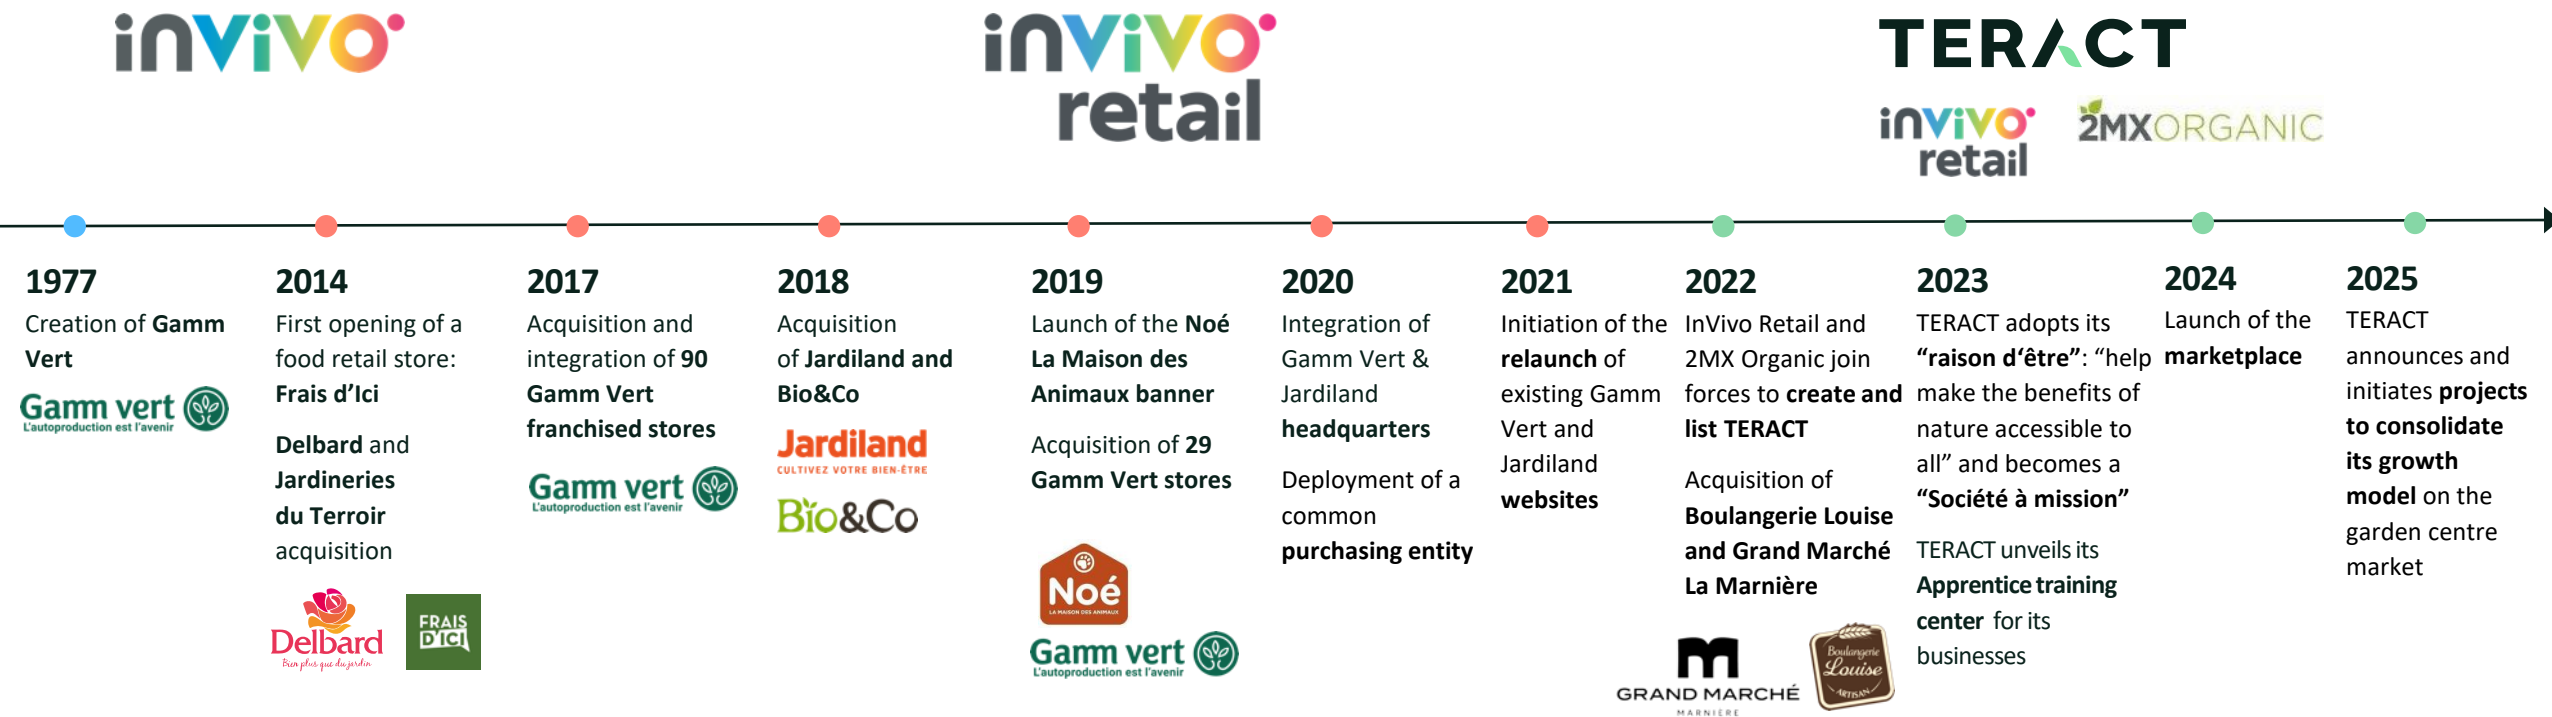 invivo
invivo
retail
TERACT
invivo
retail
2MXORGANIC
1977
Creation of Gamm
Vert
Gamm vert
L'autoproduction est l'avenir
2014
First opening of a
food retail store:
Frais d’Ici
Delbard and
Jardineries
du Terroir
acquisition
Delbard
Bien plus que du jardin
FRAIS
D'ICI
2017
Acquisition and
integration of 90
Gamm Vert
franchised stores
Gamm vert
L'autoproduction est l'avenir
2018
Acquisition
of Jardiland and
Bio&Co
Jardiland
CULTIVEZ VOTRE BIEN-ÊTRE
Bio&Co
2019
Launch of the Noé
La Maison des
Animaux banner
Acquisition of 29
Gamm Vert stores
Noé
LA MAISON DES ANIMAUX
Gamm vert
L'autoproduction est l'avenir
2020
Integration of
Gamm Vert &
Jardiland
headquarters
Deployment of a
common
purchasing entity
2021
Initiation of the
relaunch of
existing Gamm
Vert and
Jardiland
websites
2022
InVivo Retail and
2MX Organic join
forces to create and
list TERACT
Acquisition of
Boulangerie Louise
and Grand Marché
La Marnière
m
GRAND MARCHÉ
MARNIÈRE
Boulangerie
Louise
ARTISAN
2023
TERACT adopts its
“raison d‘être”: “help
make the benefits of
nature accessible to
all” and becomes a
“Société à mission”
TERACT unveils its
Apprentice training
center for its
businesses
2024
Launch of the
marketplace
2025
TERACT
announces and
initiates projects
to consolidate
its growth
model on the
garden centre
market